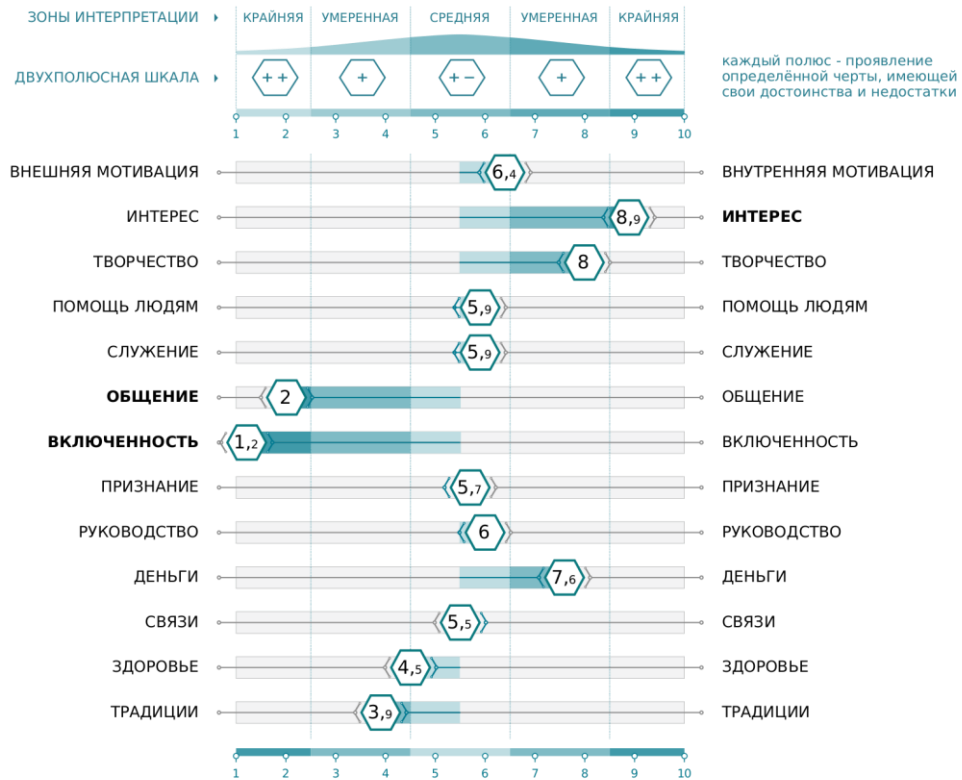 ЗОНЫ ИНТЕРПРЕТАЦИИ КРАЙНЯЯ УМЕРЕННАЯ СРЕДНЯЯ УМЕРЕННАЯ КРАЙНЯЯ
ДВУХПОЛЮСНАЯ ШКАЛА ++ + +− + ++
каждый полюс - проявление
определённой черты, имеющей
свои достоинства и недостатки
1 2 3 4 5 6 7 8 9 10
ВНЕШНЯЯ МОТИВАЦИЯ 6,4 ВНУТРЕННЯЯ МОТИВАЦИЯ
ИНТЕРЕС 8,9 ИНТЕРЕС
ТВОРЧЕСТВО 8 ТВОРЧЕСТВО
ПОМОЩЬ ЛЮДЯМ 5,9 ПОМОЩЬ ЛЮДЯМ
СЛУЖЕНИЕ 5,9 СЛУЖЕНИЕ
ОБЩЕНИЕ 2 ОБЩЕНИЕ
ВКЛЮЧЕННОСТЬ 1,2 ВКЛЮЧЕННОСТЬ
ПРИЗНАНИЕ 5,7 ПРИЗНАНИЕ
РУКОВОДСТВО 6 РУКОВОДСТВО
ДЕНЬГИ 7,6 ДЕНЬГИ
СВЯЗИ 5,5 СВЯЗИ
ЗДОРОВЬЕ 4,5 ЗДОРОВЬЕ
ТРАДИЦИИ 3,9 ТРАДИЦИИ
1 2 3 4 5 6 7 8 9 10